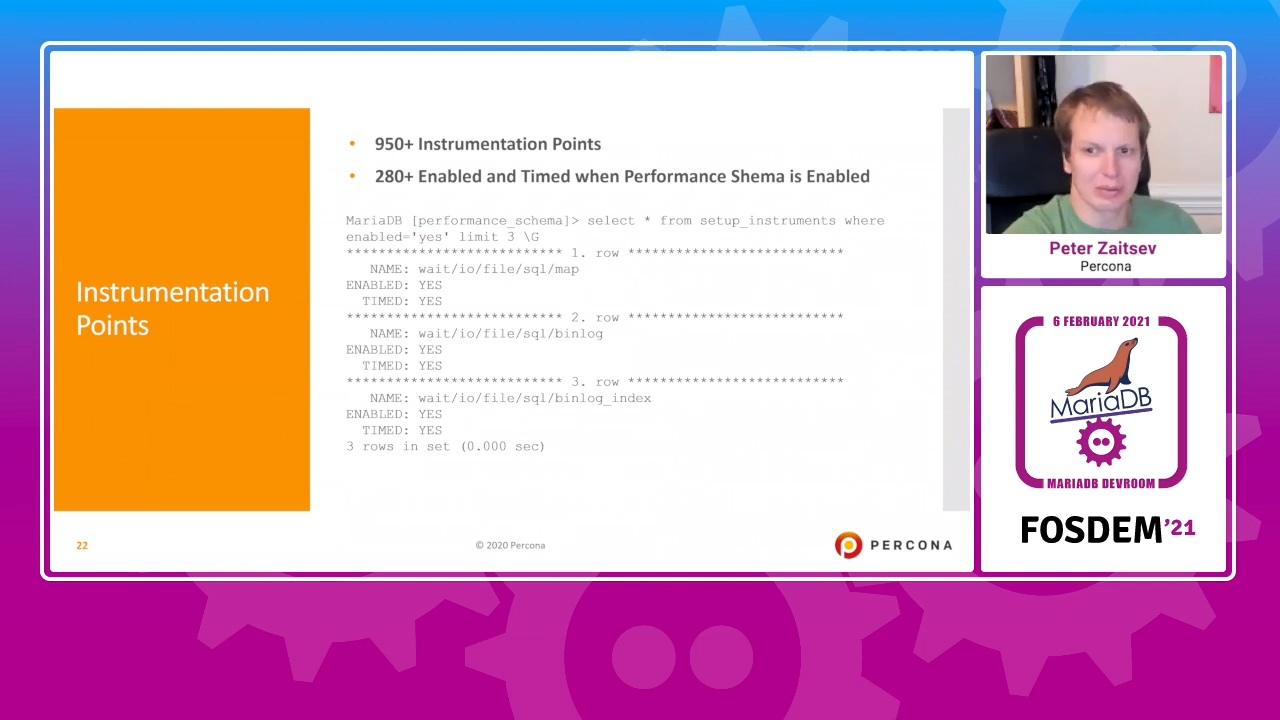 Instrumentation
Points
• 950+ Instrumentation Points
• 280+ Enabled and Timed when Performance Shema is Enabled
MariaDB [performance_schema]> select * from setup_instruments where
enabled='yes' limit 3 \G
*************************** 1. row ***************************
NAME: wait/io/file/sql/map
ENABLED: YES
TIMED: YES
*************************** 2. row ***************************
NAME: wait/io/file/sql/binlog
ENABLED: YES
TIMED: YES
*************************** 3. row ***************************
NAME: wait/io/file/sql/binlog_index
ENABLED: YES
TIMED: YES
3 rows in set (0.000 sec)
22
© 2020 Percona
PERCONA
Peter Zaitsev
Percona
6 FEBRUARY 2021
MariaDB
MARIADB DEVROOM
FOSDEM'21